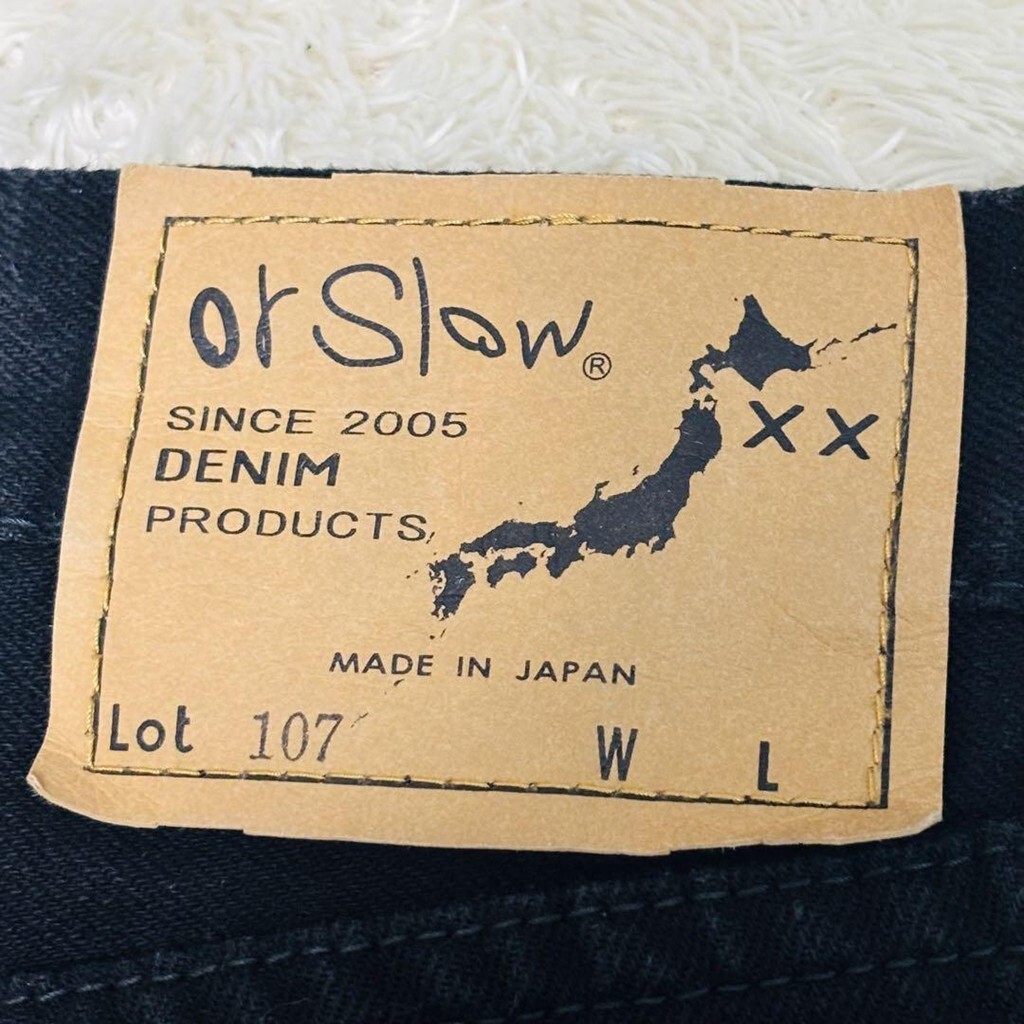 orSlow®
SINCE 2005
DENIM
PRODUCTS
XX
MADE IN JAPAN
Lot 107 W L